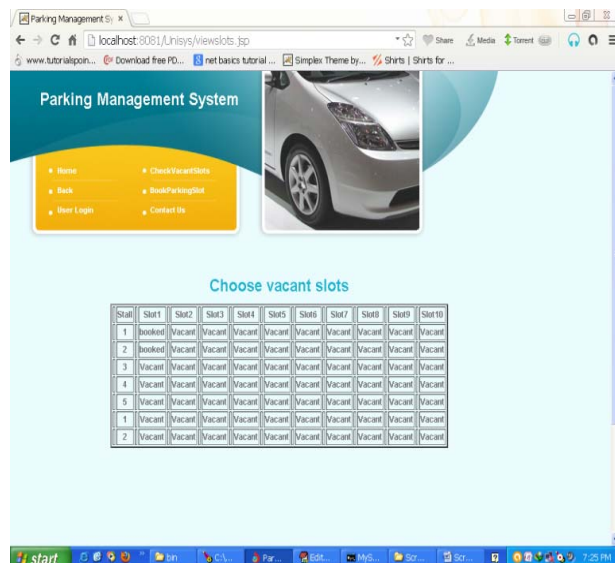 Parking Management Sy ×
localhost:8081/Unisys/viewslots.jsp
Share Media Torrent
www.tutorialspoin... Download free PD... net basics tutorial ... Simplex Theme by... Shirts | Shirts for ...
Parking Management System
Home CheckVacantSlots
Back BookParkingSlot
User Login Contact Us
Choose vacant slots
Stall Slot1 Slot2 Slot3 Slot4 Slot5 Slot6 Slot7 Slot8 Slot9 Slot10
1 booked Vacant Vacant Vacant Vacant Vacant Vacant Vacant Vacant Vacant
2 booked Vacant Vacant Vacant Vacant Vacant Vacant Vacant Vacant Vacant
3 Vacant Vacant Vacant Vacant Vacant Vacant Vacant Vacant Vacant Vacant
4 Vacant Vacant Vacant Vacant Vacant Vacant Vacant Vacant Vacant Vacant
5 Vacant Vacant Vacant Vacant Vacant Vacant Vacant Vacant Vacant Vacant
1 Vacant Vacant Vacant Vacant Vacant Vacant Vacant Vacant Vacant Vacant
2 Vacant Vacant Vacant Vacant Vacant Vacant Vacant Vacant Vacant Vacant
start bin C:\... Par... Edit... MyS... Scr... Scr... 7:25 PM